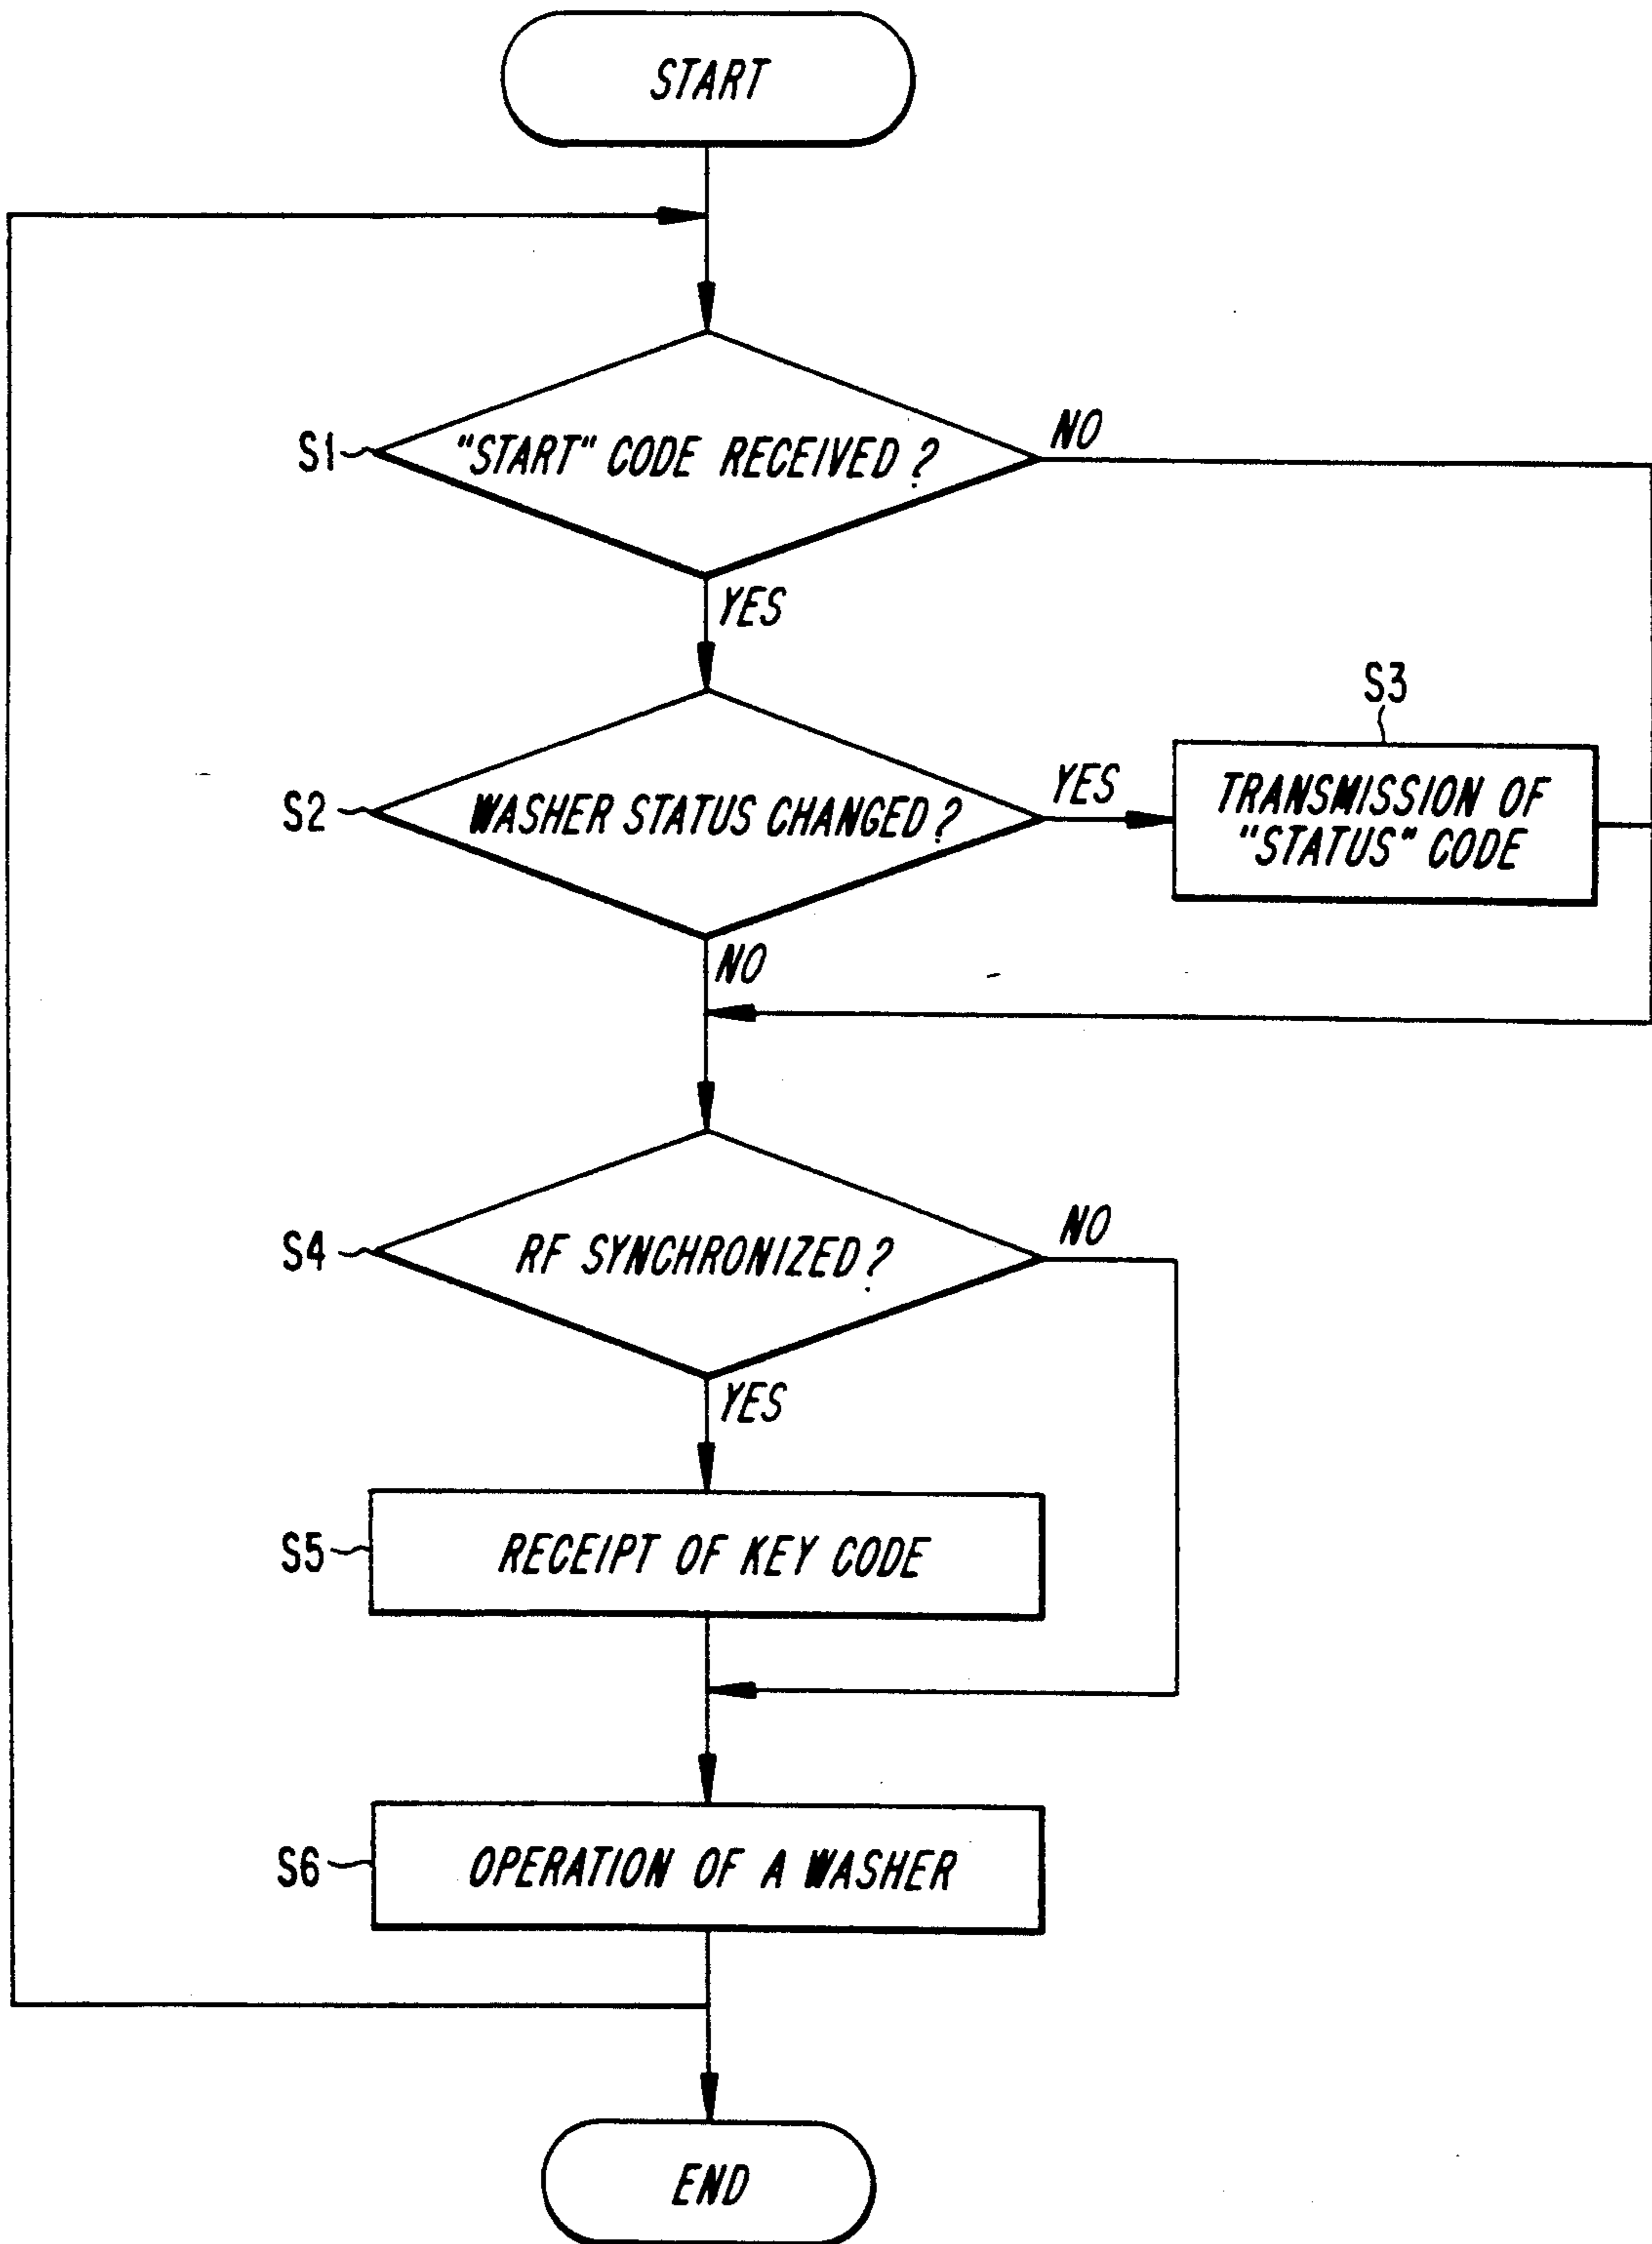 START
S1
"START" CODE RECEIVED?
NO
YES
S2
WASHER STATUS CHANGED?
YES
S3
TRANSMISSION OF
"STATUS" CODE
NO
S4
RF SYNCHRONIZED?
NO
YES
S5
RECEIPT OF KEY CODE
S6
OPERATION OF A WASHER
END